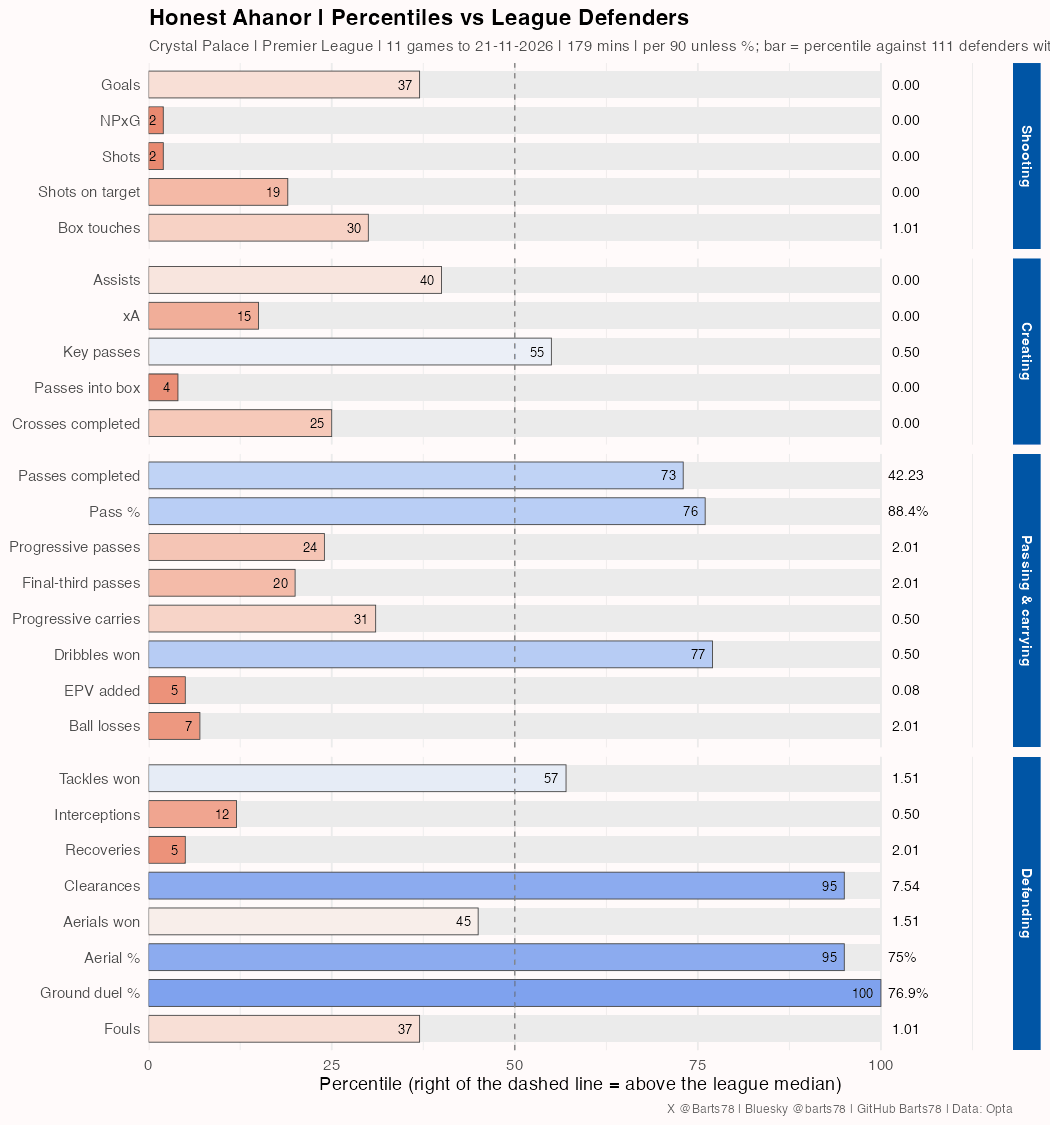 Honest Ahanor | Percentiles vs League Defenders
Crystal Palace | Premier League | 11 games to 21-11-2026 | 179 mins | per 90 unless %; bar = percentile against 111 defenders wit
Goals 37 0.00
NPxG 2 0.00
Shots 2 0.00
Shots on target 19 0.00
Box touches 30 1.01
Shooting
Assists 40 0.00
xA 15 0.00
Key passes 55 0.50
Passes into box 4 0.00
Crosses completed 25 0.00
Creating
Passes completed 73 42.23
Pass % 76 88.4%
Progressive passes 24 2.01
Final-third passes 20 2.01
Progressive carries 31 0.50
Dribbles won 77 0.50
EPV added 5 0.08
Ball losses 7 2.01
Passing & carrying
Tackles won 57 1.51
Interceptions 12 0.50
Recoveries 5 2.01
Clearances 95 7.54
Aerials won 45 1.51
Aerial % 95 75%
Ground duel % 100 76.9%
Fouls 37 1.01
Defending
0 25 50 75 100
Percentile (right of the dashed line = above the league median)
X @Barts78 | Bluesky @barts78 | GitHub Barts78 | Data: Opta